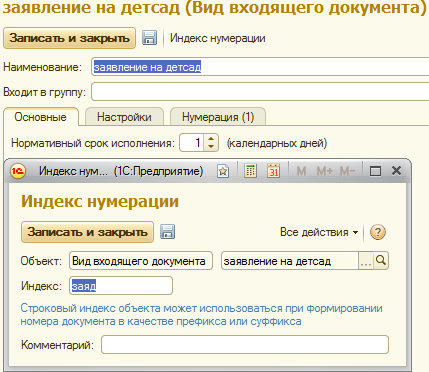 заявление на детсад (Вид входящего документа)
Записать и закрыть Индекс нумерации
Наименование: заявление на детсад
Входит в группу:
Основные Настройки Нумерация (1)
Нормативный срок исполнения: 1 (календарных дней)
1С Индекс нум... (1С:Предприятие) 31 M M+ M-
Индекс нумерации
Записать и закрыть Все действия ?
Объект: Вид входящего документа заявление на детсад ...
Индекс: заяд
Строковый индекс объекта может использоваться при формировании
номера документа в качестве префикса или суффикса
Комментарий: